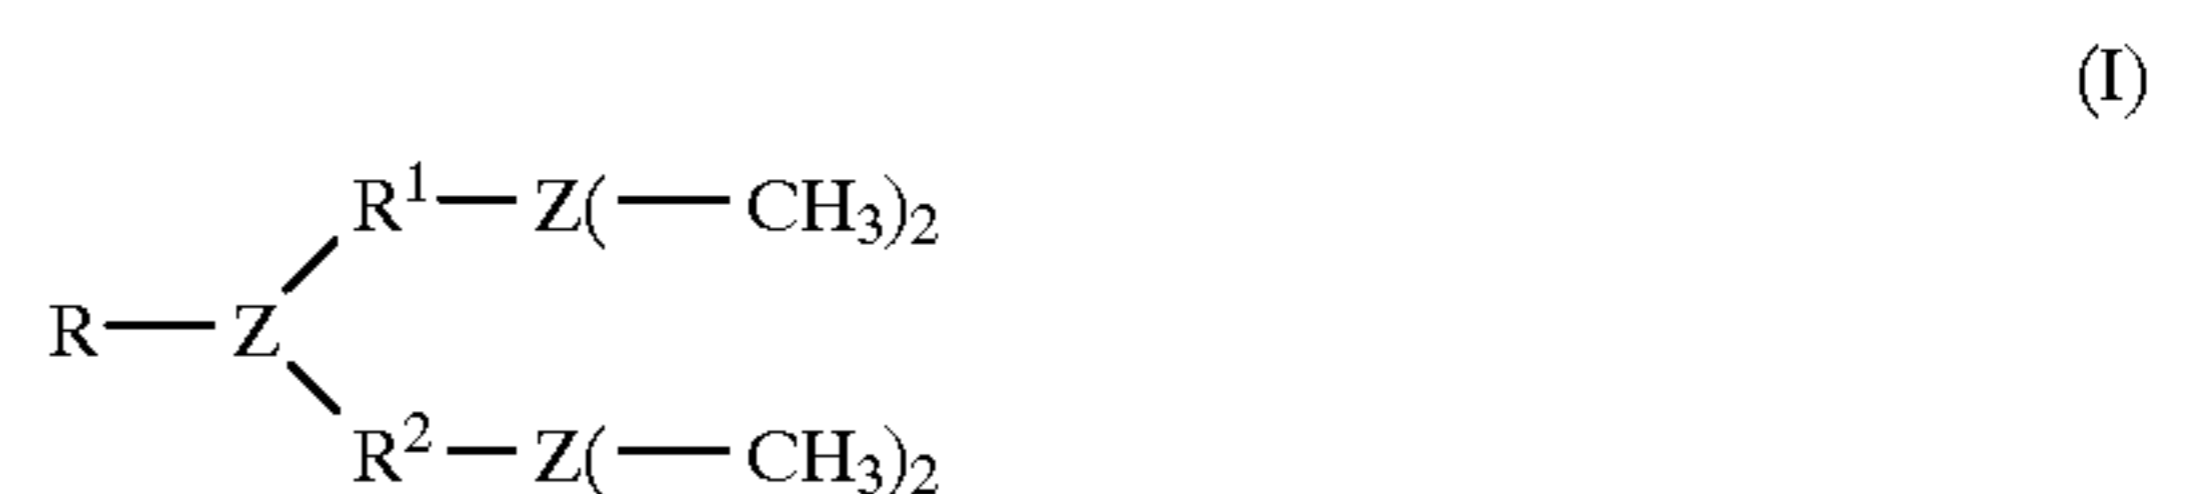 (I)
R¹—Z(—CH₃)₂
R—Z
R²—Z(—CH₃)₂